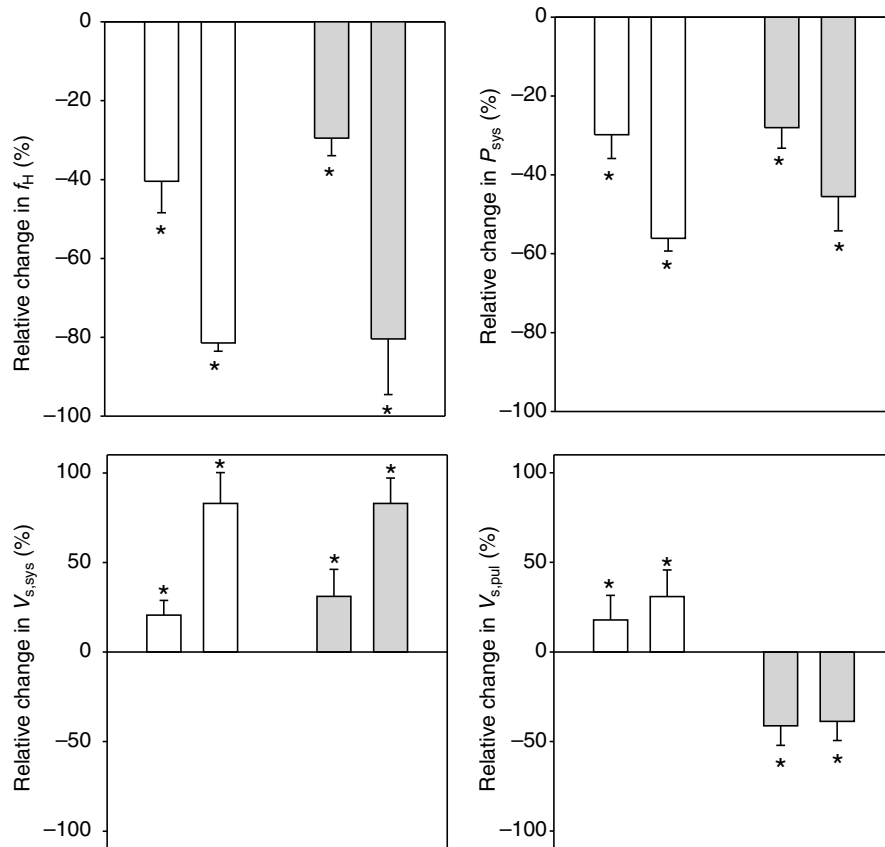 Relative change in fH (%)
0
–20
–40
–60
–80
–100
* * * *
Relative change in Psys (%)
0
–20
–40
–60
–80
–100
* * * *
Relative change in Vs,sys (%)
100
50
0
–50
–100
* * * *
Relative change in Vs,pul (%)
100
50
0
–50
–100
* * * *